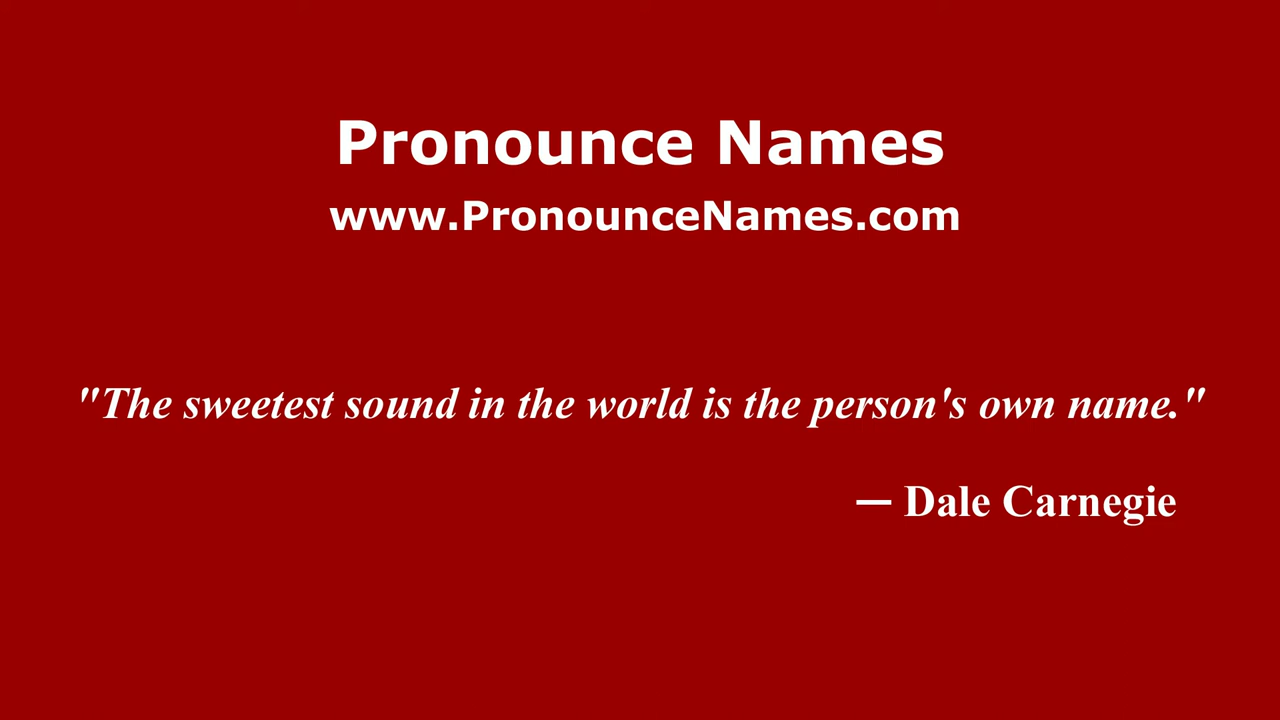 Pronounce Names
www.PronounceNames.com
"The sweetest sound in the world is the person's own name."
— Dale Carnegie